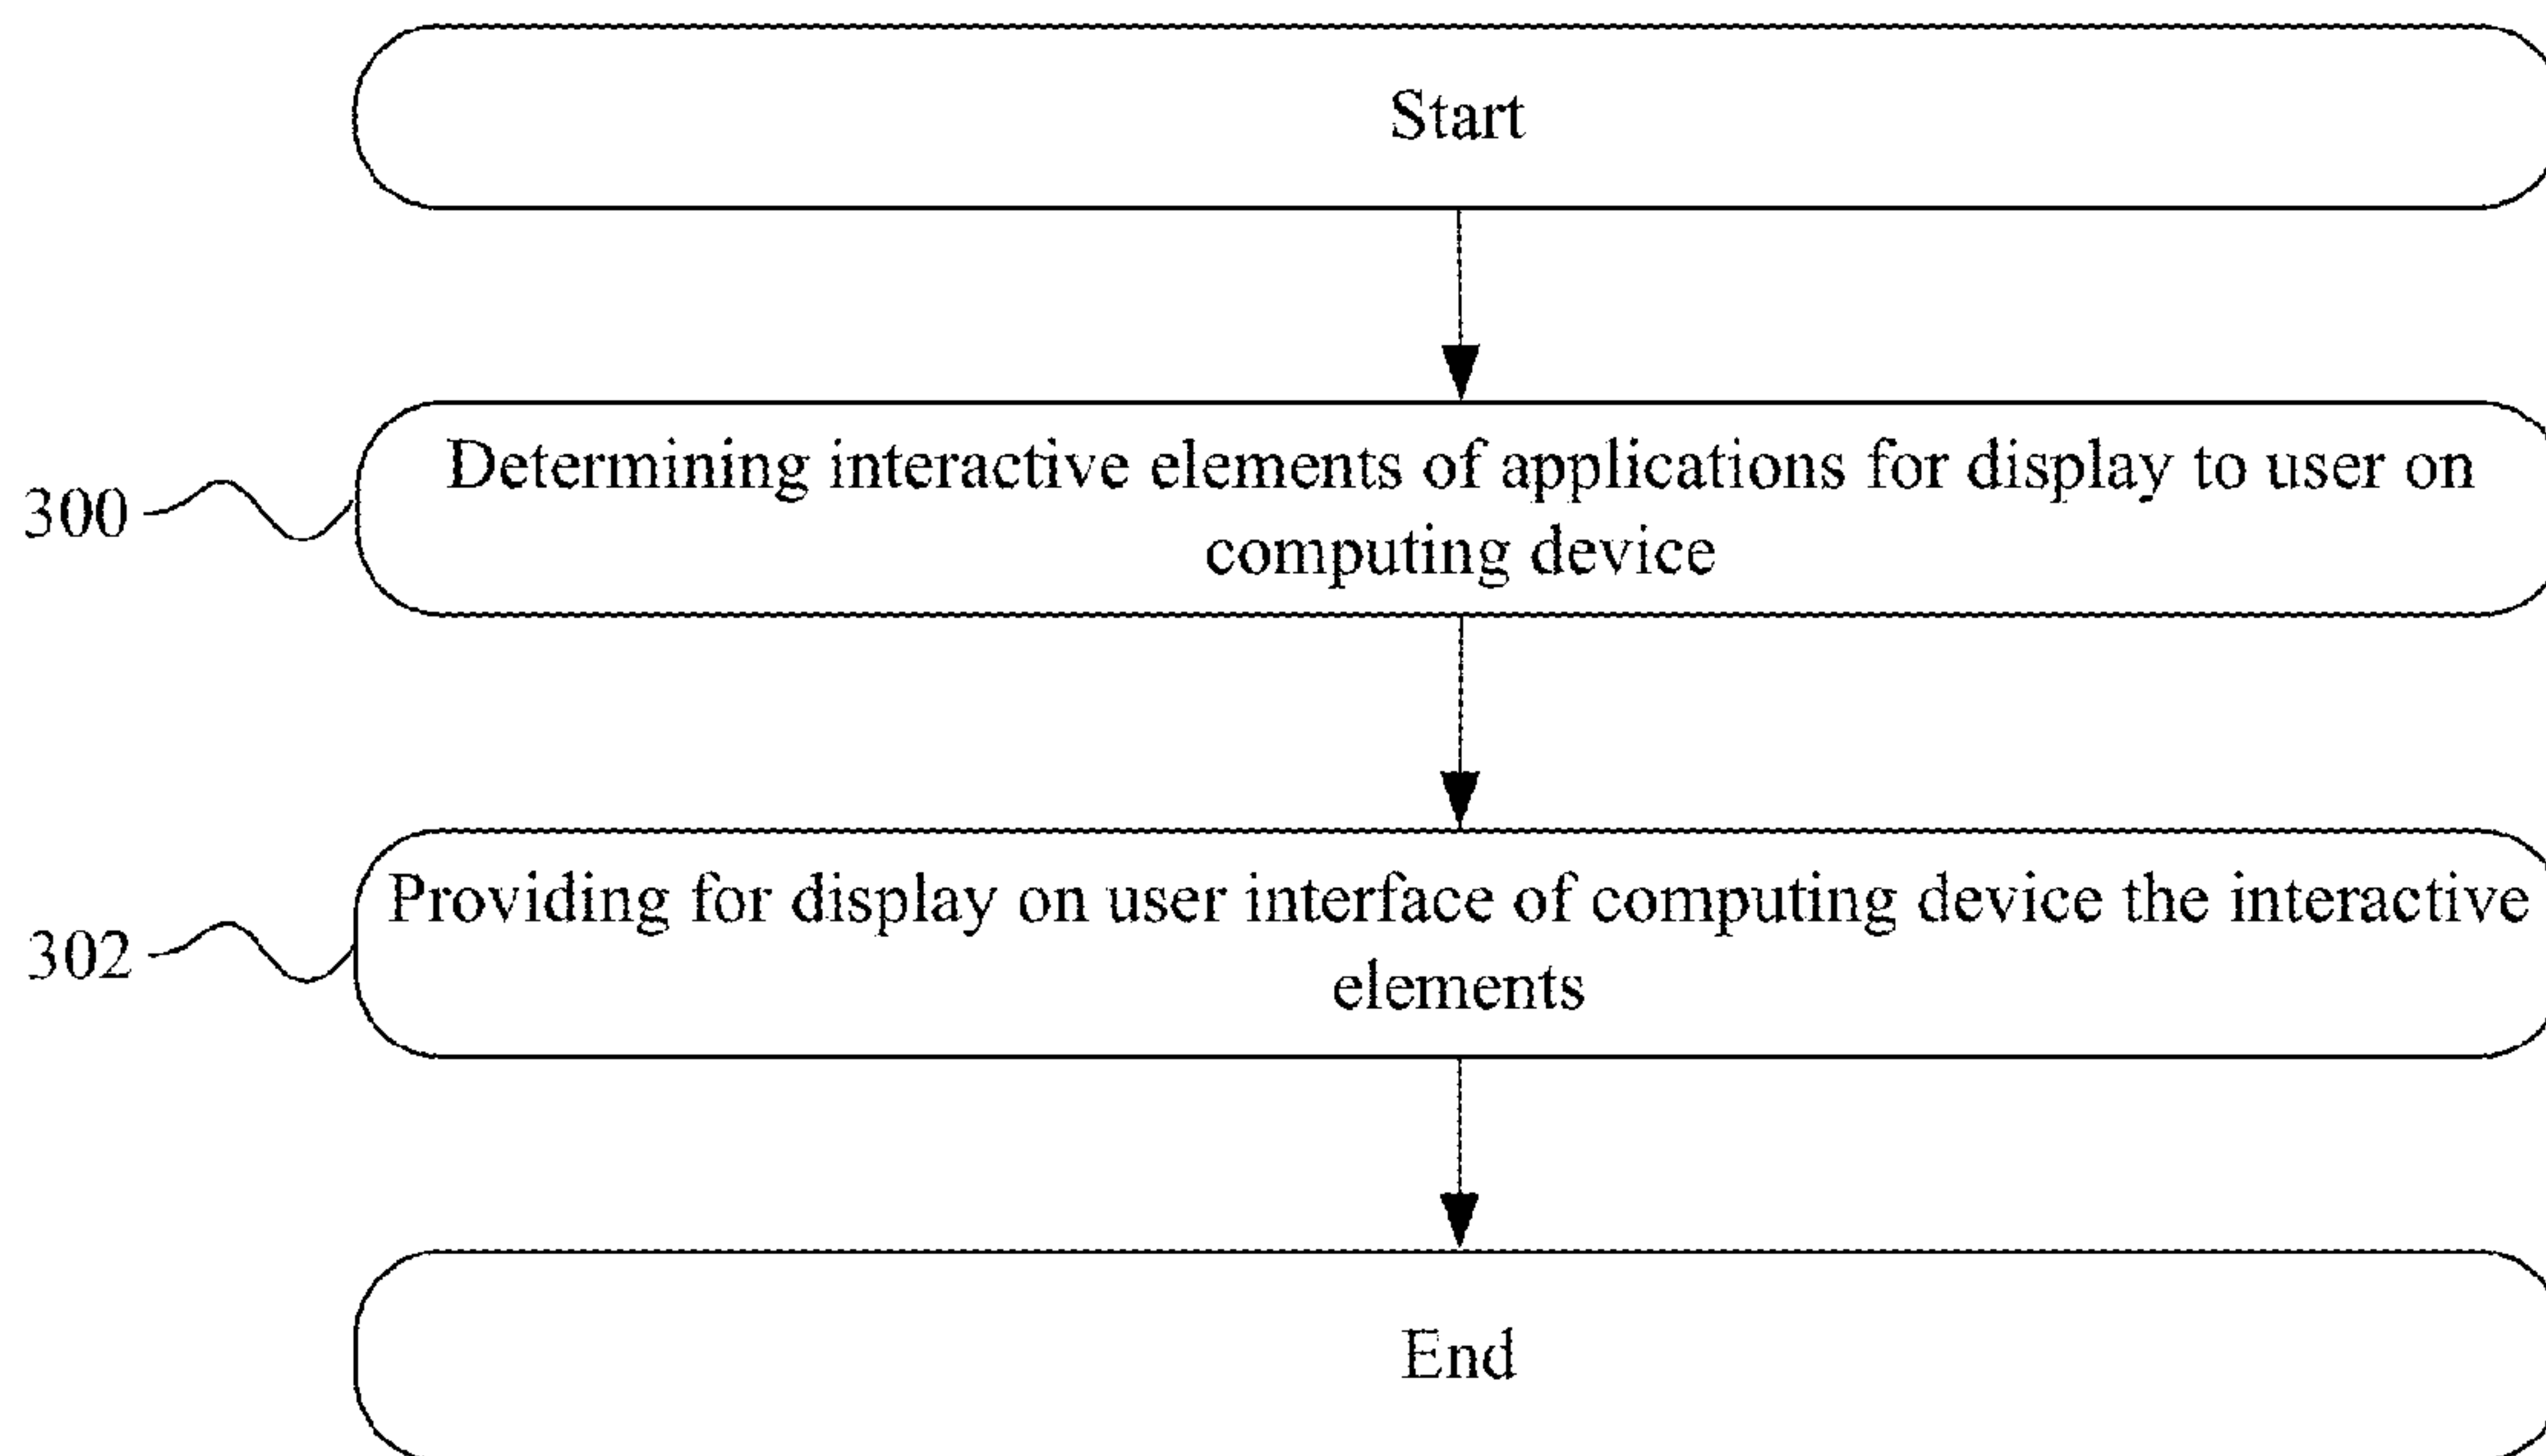 Start
Determining interactive elements of applications for display to user on
computing device
300
Providing for display on user interface of computing device the interactive
elements
302
End